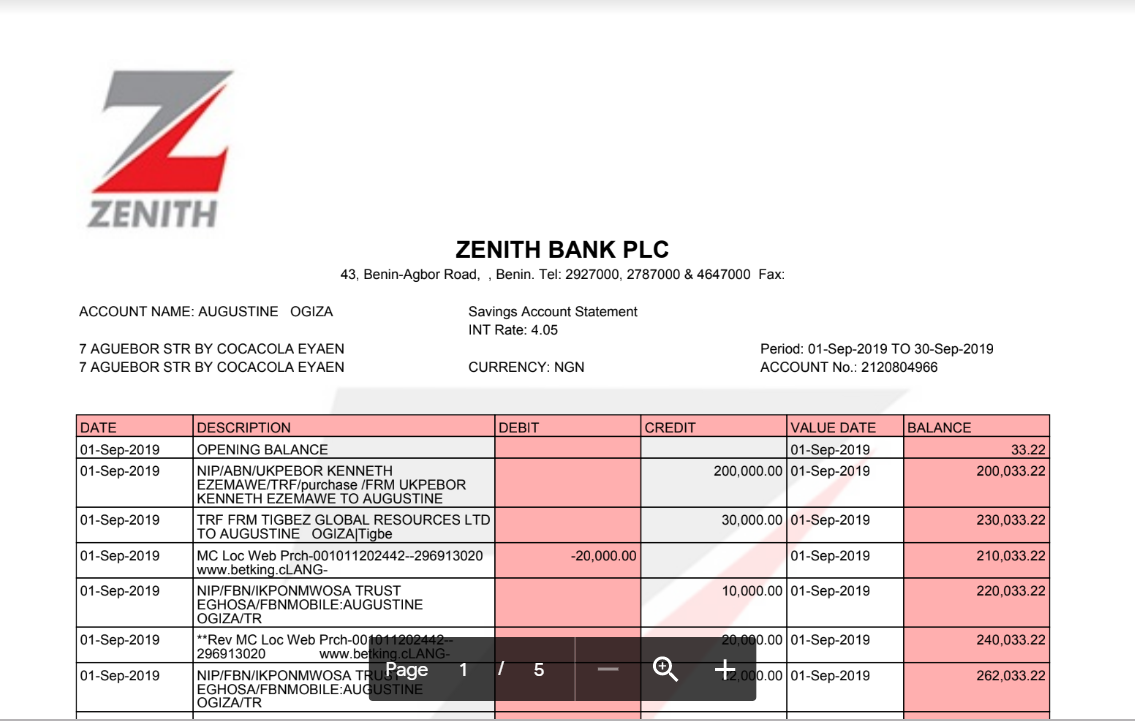 ZENITH
ZENITH BANK PLC
43, Benin-Agbor Road, , Benin. Tel: 2927000, 2787000 & 4647000 Fax:
ACCOUNT NAME: AUGUSTINE OGIZA
Savings Account Statement
INT Rate: 4.05
7 AGUEBOR STR BY COCACOLA EYAEN
Period: 01-Sep-2019 TO 30-Sep-2019
7 AGUEBOR STR BY COCACOLA EYAEN
CURRENCY: NGN
ACCOUNT No.: 2120804966
DATE DESCRIPTION DEBIT CREDIT VALUE DATE BALANCE
01-Sep-2019 OPENING BALANCE 01-Sep-2019 33.22
01-Sep-2019 NIP/ABN/UKPEBOR KENNETH 200,000.00 01-Sep-2019 200,033.22
EZEMAWE/TRF/purchase /FRM UKPEBOR
KENNETH EZEMAWE TO AUGUSTINE
01-Sep-2019 TRF FRM TIGBEZ GLOBAL RESOURCES LTD 30,000.00 01-Sep-2019 230,033.22
TO AUGUSTINE OGIZA|Tigbe
01-Sep-2019 MC Loc Web Prch-001011202442--296913020 -20,000.00 01-Sep-2019 210,033.22
www.betking.cLANG-
01-Sep-2019 NIP/FBN/IKPONMWOSA TRUST 10,000.00 01-Sep-2019 220,033.22
EGHOSA/FBNMOBILE:AUGUSTINE
OGIZA/TR
01-Sep-2019 **Rev MC Loc Web Prch-001011202442-- 20,000.00 01-Sep-2019 240,033.22
296913020 www.betking.cLANG-
01-Sep-2019 NIP/FBN/IKPONMWOSA TRUST 01-Sep-2019 262,033.22
EGHOSA/FBNMOBILE:AUGUSTINE
OGIZA/TR
Page 1 / 5